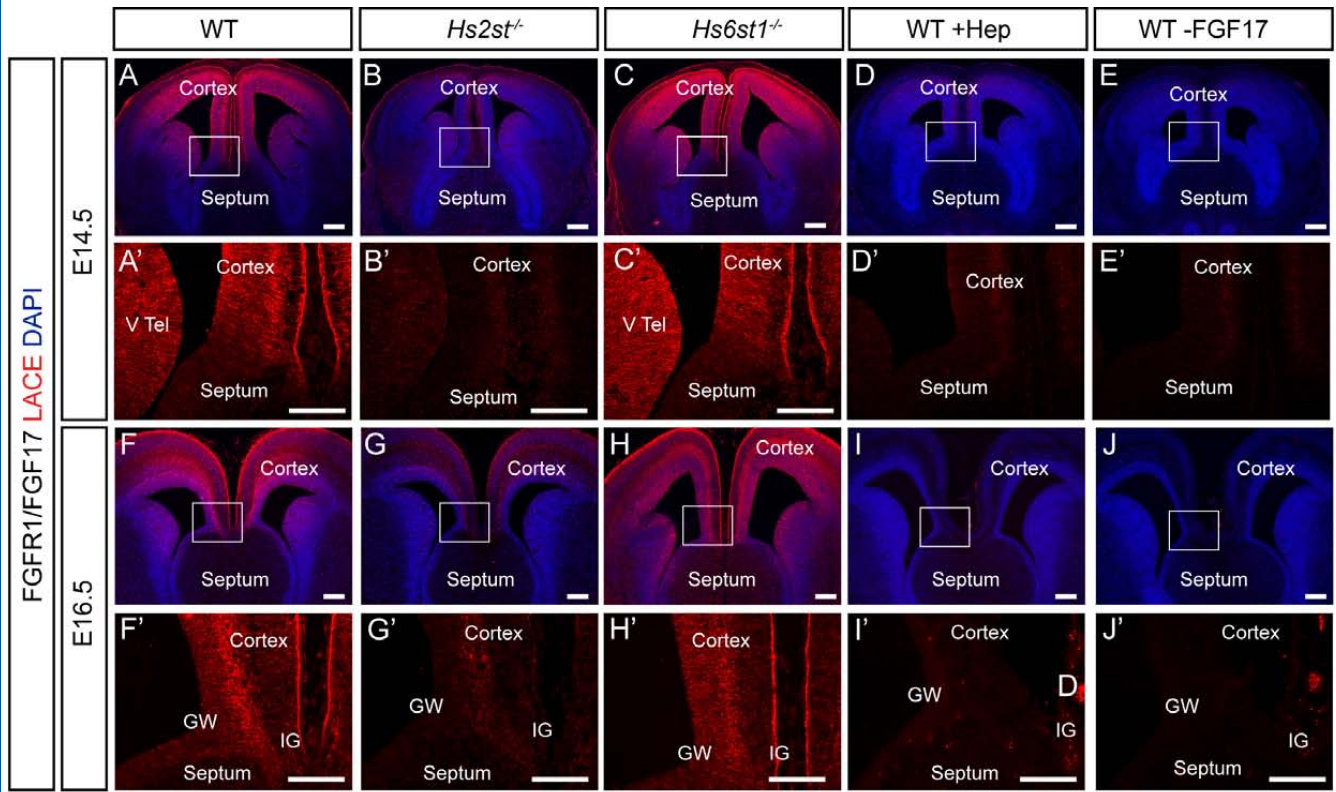 WT
Hs2st-/-
Hs6st1-/-
WT +Hep
WT -FGF17
FGFR1/FGF17 LACE DAPI
E14.5
A
Cortex
Septum
B
Cortex
Septum
C
Cortex
Septum
D
Cortex
Septum
E
Cortex
Septum
A’
Cortex
V Tel
Septum
B’
Cortex
Septum
C’
Cortex
V Tel
Septum
D’
Cortex
Septum
E’
Cortex
Septum
E16.5
F
Cortex
Septum
G
Cortex
Septum
H
Cortex
Septum
I
Cortex
Septum
J
Cortex
Septum
F’
Cortex
GW
IG
Septum
G’
Cortex
GW
IG
Septum
H’
Cortex
GW
IG
Septum
I’
Cortex
D
GW
IG
Septum
J’
Cortex
GW
IG
Septum